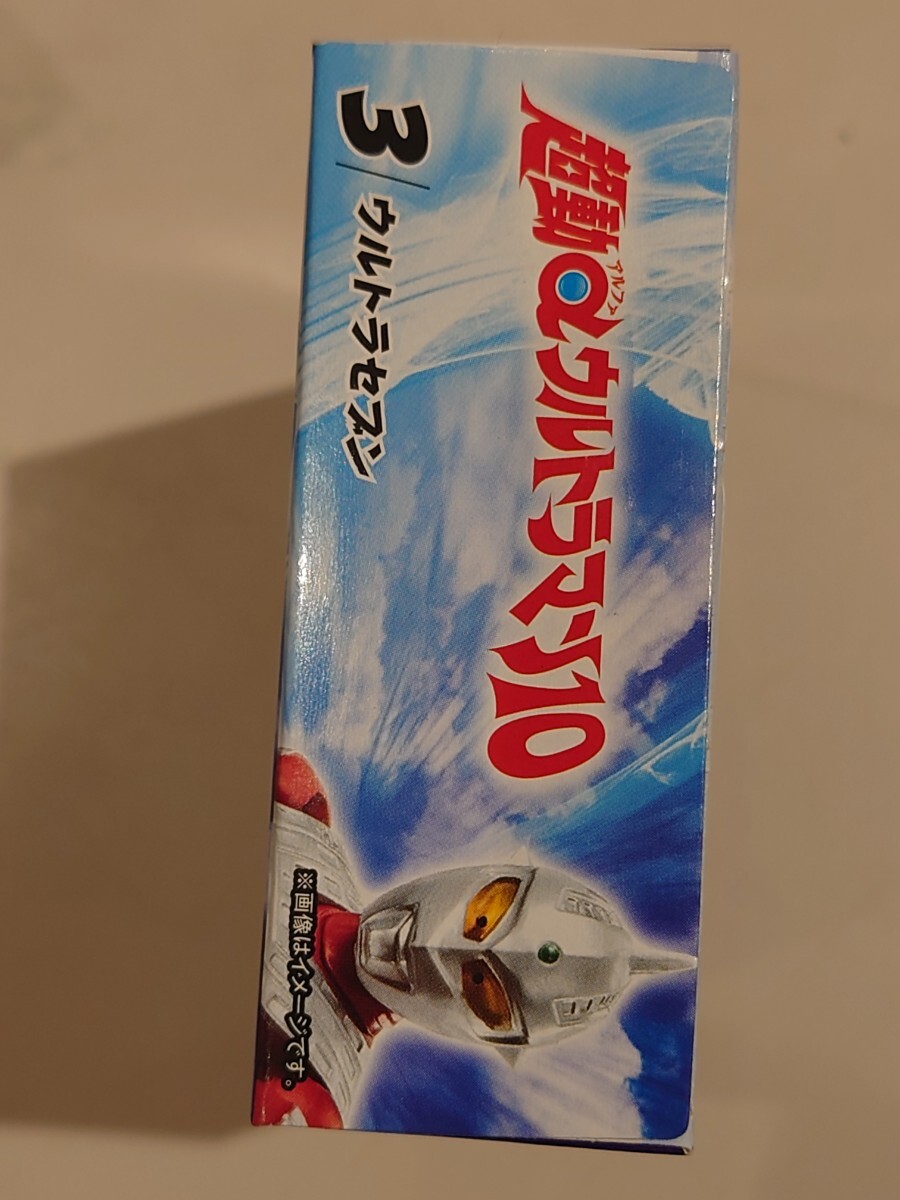 超動αウルトラマン10
アルファ
3/ウルトラセブン
※画像はイメージです。